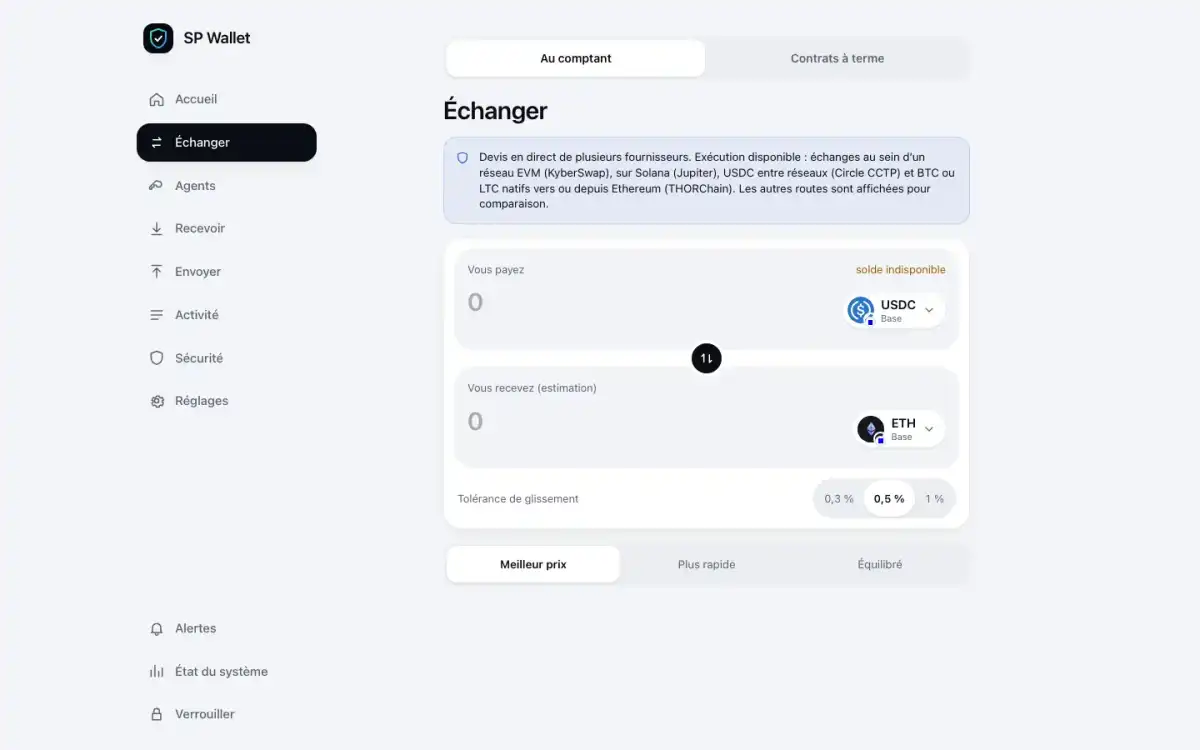 SP Wallet
Accueil
Échanger
Agents
Recevoir
Envoyer
Activité
Sécurité
Réglages
Alertes
État du système
Verrouiller
Au comptant
Contrats à terme
Échanger
Devis en direct de plusieurs fournisseurs. Exécution disponible : échanges au sein d'un
réseau EVM (KyberSwap), sur Solana (Jupiter), USDC entre réseaux (Circle CCTP) et BTC ou
LTC natifs vers ou depuis Ethereum (THORChain). Les autres routes sont affichées pour
comparaison.
Vous payez
solde indisponible
0
USDC
Base
Vous recevez (estimation)
0
ETH
Base
Tolérance de glissement
0,3 %
0,5 %
1 %
Meilleur prix
Plus rapide
Équilibré